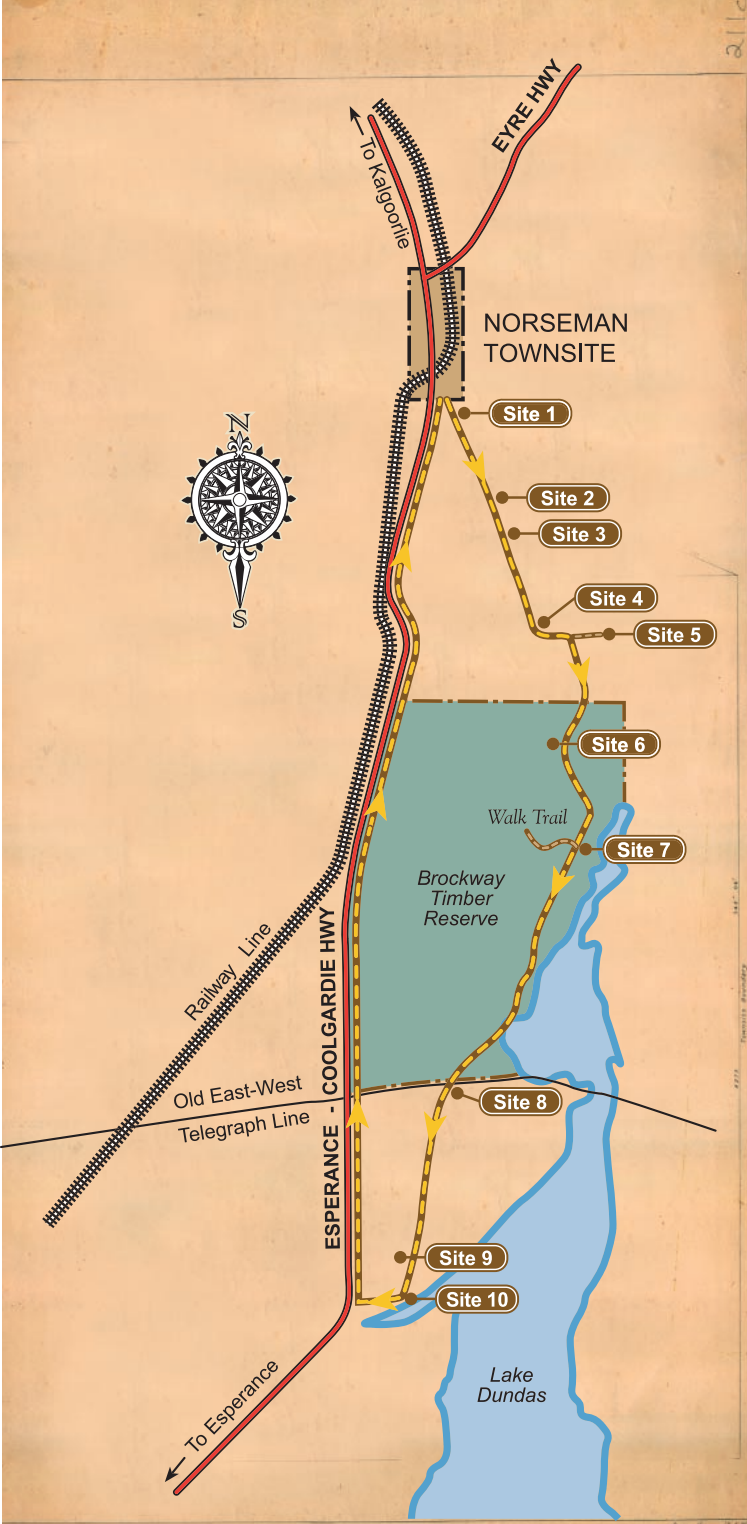 EYRE HWY
To Kalgoorlie
NORSEMAN
TOWNSITE
Site 1
N
S
Site 2
Site 3
Site 4
Site 5
Site 6
Walk Trail
Site 7
Brockway
Timber
Reserve
Railway Line
ESPERANCE - COOLGARDIE HWY
Old East-West
Telegraph Line
Site 8
Site 9
Site 10
Lake
Dundas
To Esperance